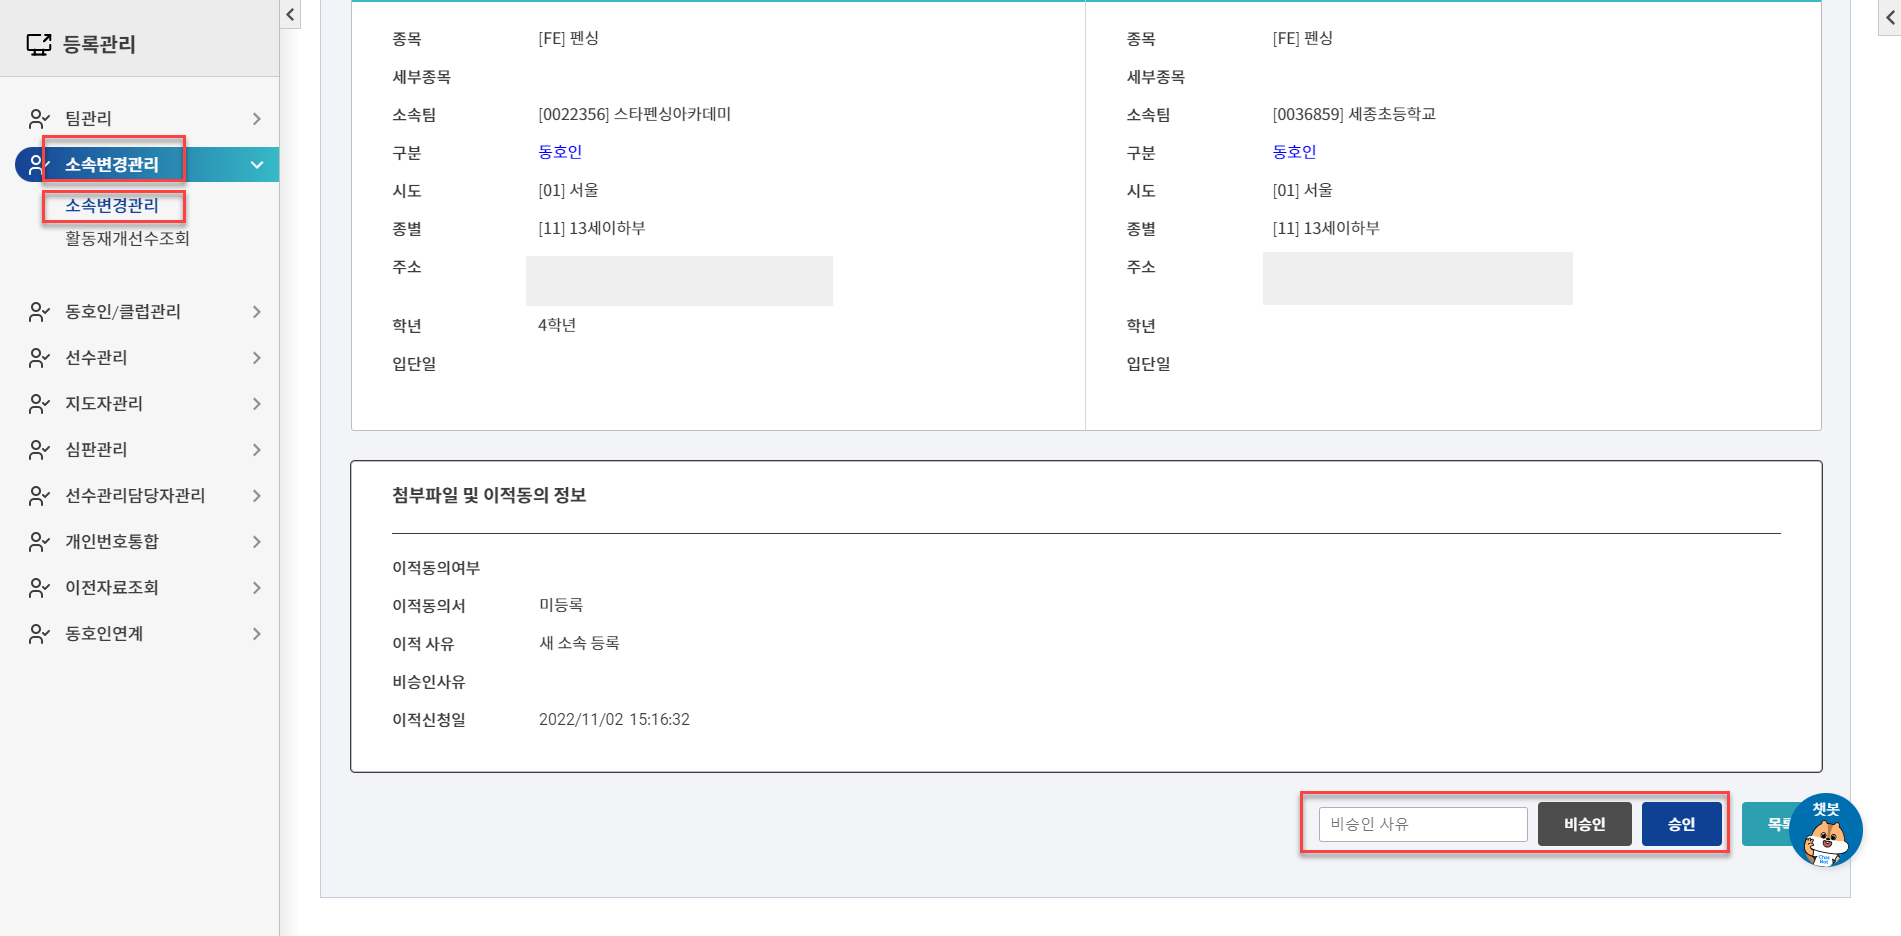 등록관리
팀관리
소속변경관리
소속변경관리
활동재개선수조회
동호인/클럽관리
선수관리
지도자관리
심판관리
선수관리담당자관리
개인번호통합
이전자료조회
동호인연계
종목 [FE] 펜싱
세부종목
소속팀 [0022356] 스타펜싱아카데미
구분 동호인
시도 [01] 서울
종별 [11] 13세이하부
주소
학년 4학년
입단일
종목 [FE] 펜싱
세부종목
소속팀 [0036859] 세종초등학교
구분 동호인
시도 [01] 서울
종별 [11] 13세이하부
주소
학년
입단일
첨부파일 및 이적동의 정보
이적동의여부
이적동의서 미등록
이적 사유 새 소속 등록
비승인사유
이적신청일 2022/11/02 15:16:32
비승인 사유 비승인 승인
챗봇
Chat
Bot